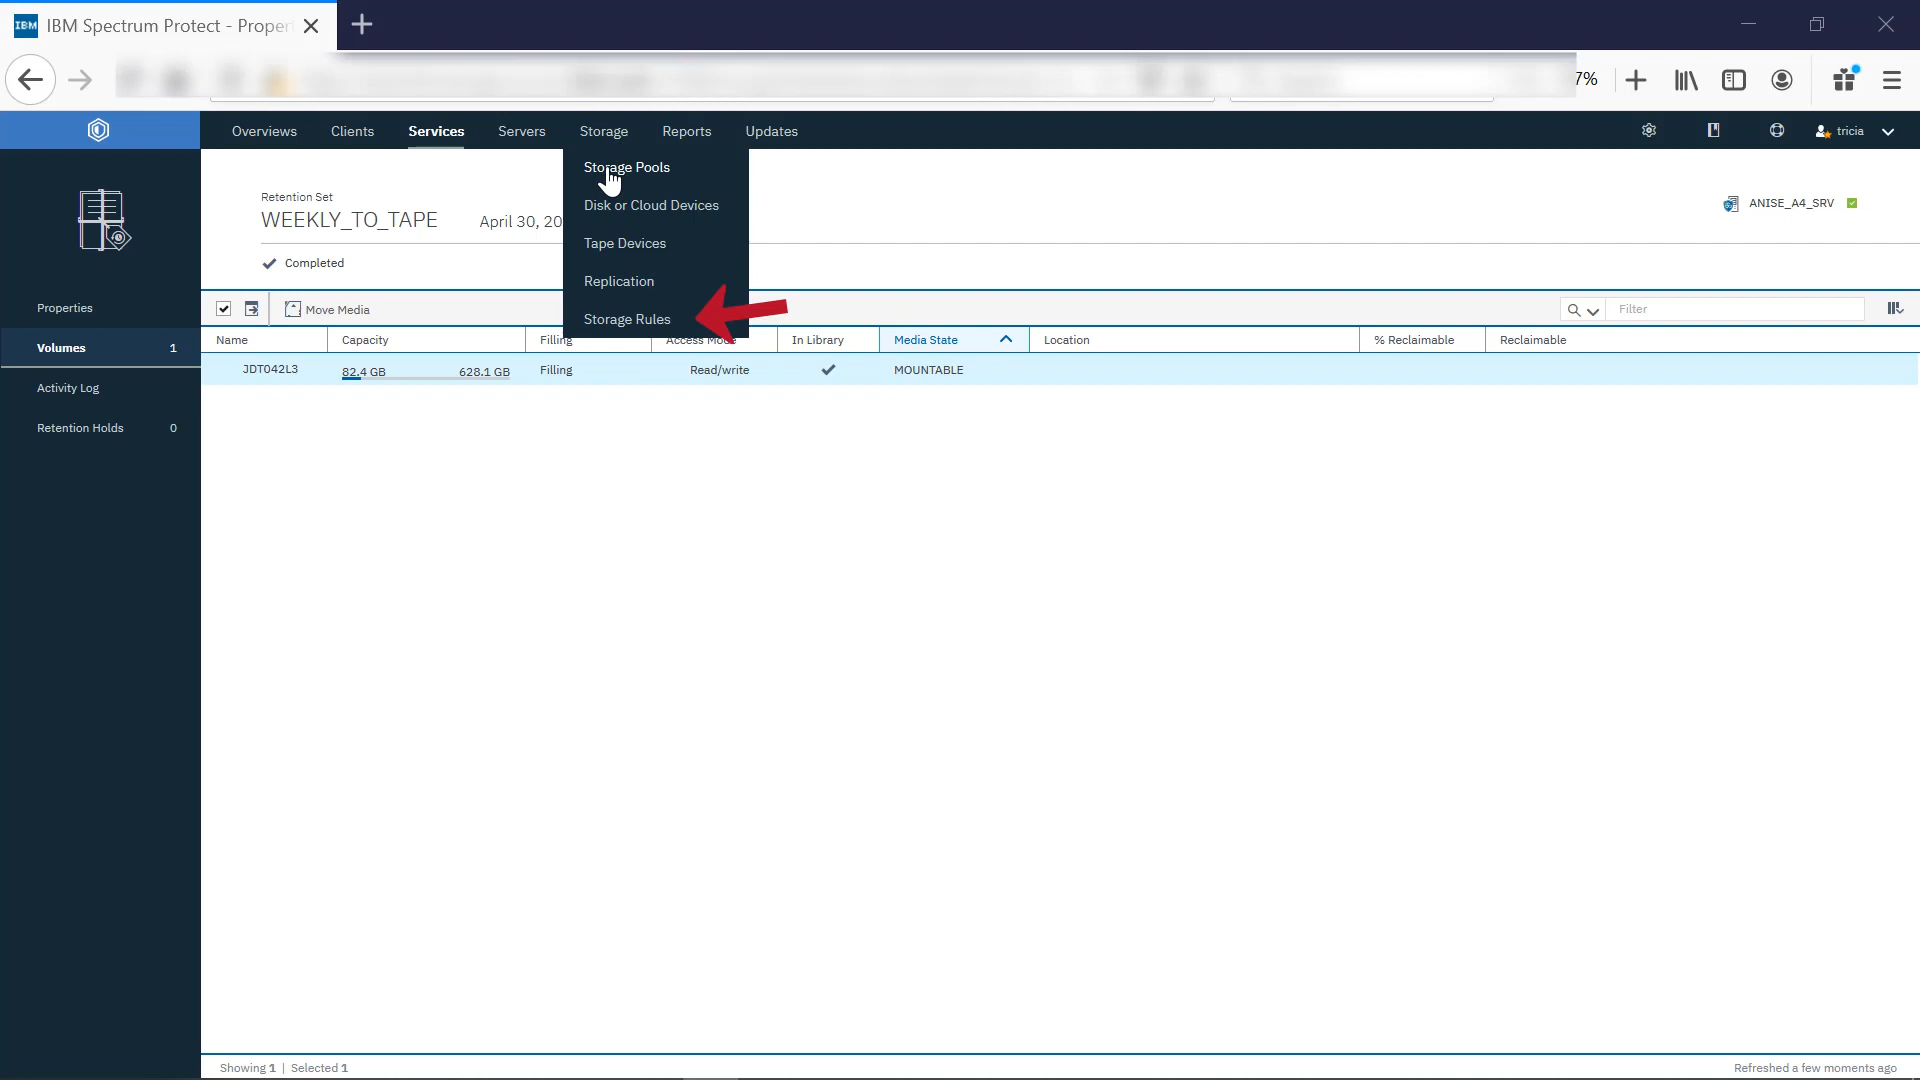 IBM
IBM Spectrum Protect - Proper
7%
Overviews Clients Services Servers Storage Reports Updates
tricia
Storage Pools
Disk or Cloud Devices
Tape Devices
Replication
Storage Rules
Retention Set
WEEKLY_TO_TAPE April 30, 20
ANISE_A4_SRV
Completed
Properties
Volumes 1
Activity Log
Retention Holds 0
Move Media
Filter
Name Capacity Filling Access Mode In Library Media State Location % Reclaimable Reclaimable
JDT042L3 82.4 GB 628.1 GB Filling Read/write MOUNTABLE
Showing 1 | Selected 1
Refreshed a few moments ago